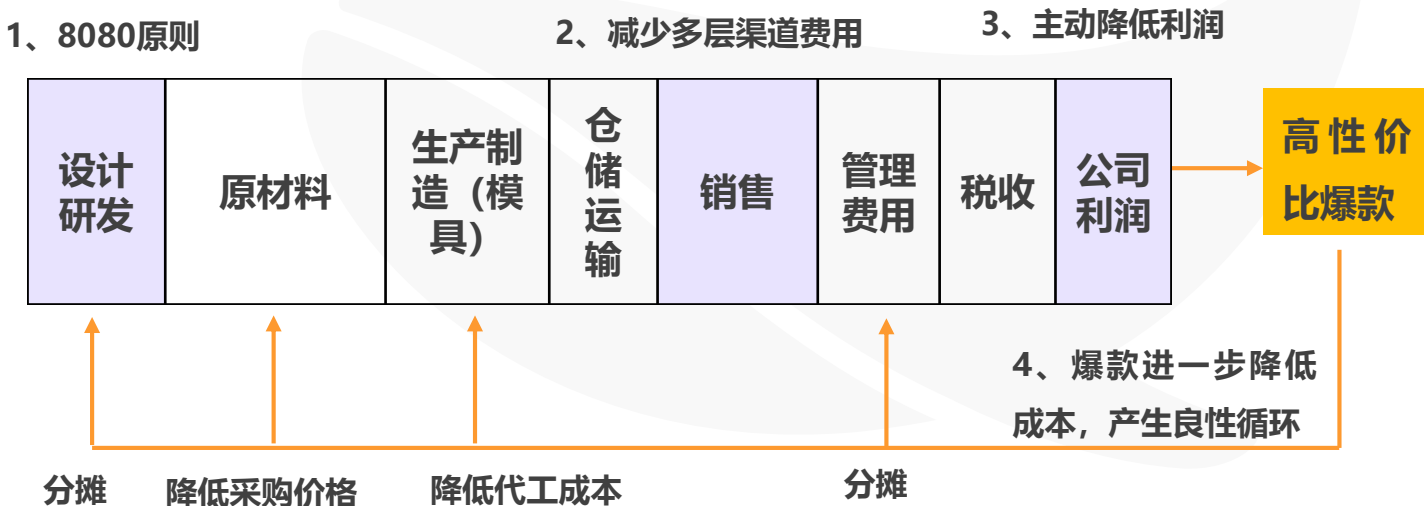 1、8080原则
2、减少多层渠道费用
3、主动降低利润
设计
研发
原材料
生产制
造（模
具）
仓
储
运
输
销售
管理
费用
税收
公司
利润
高性价
比爆款
4、爆款进一步降低
成本，产生良性循环
分摊
降低采购价格
降低代工成本
分摊